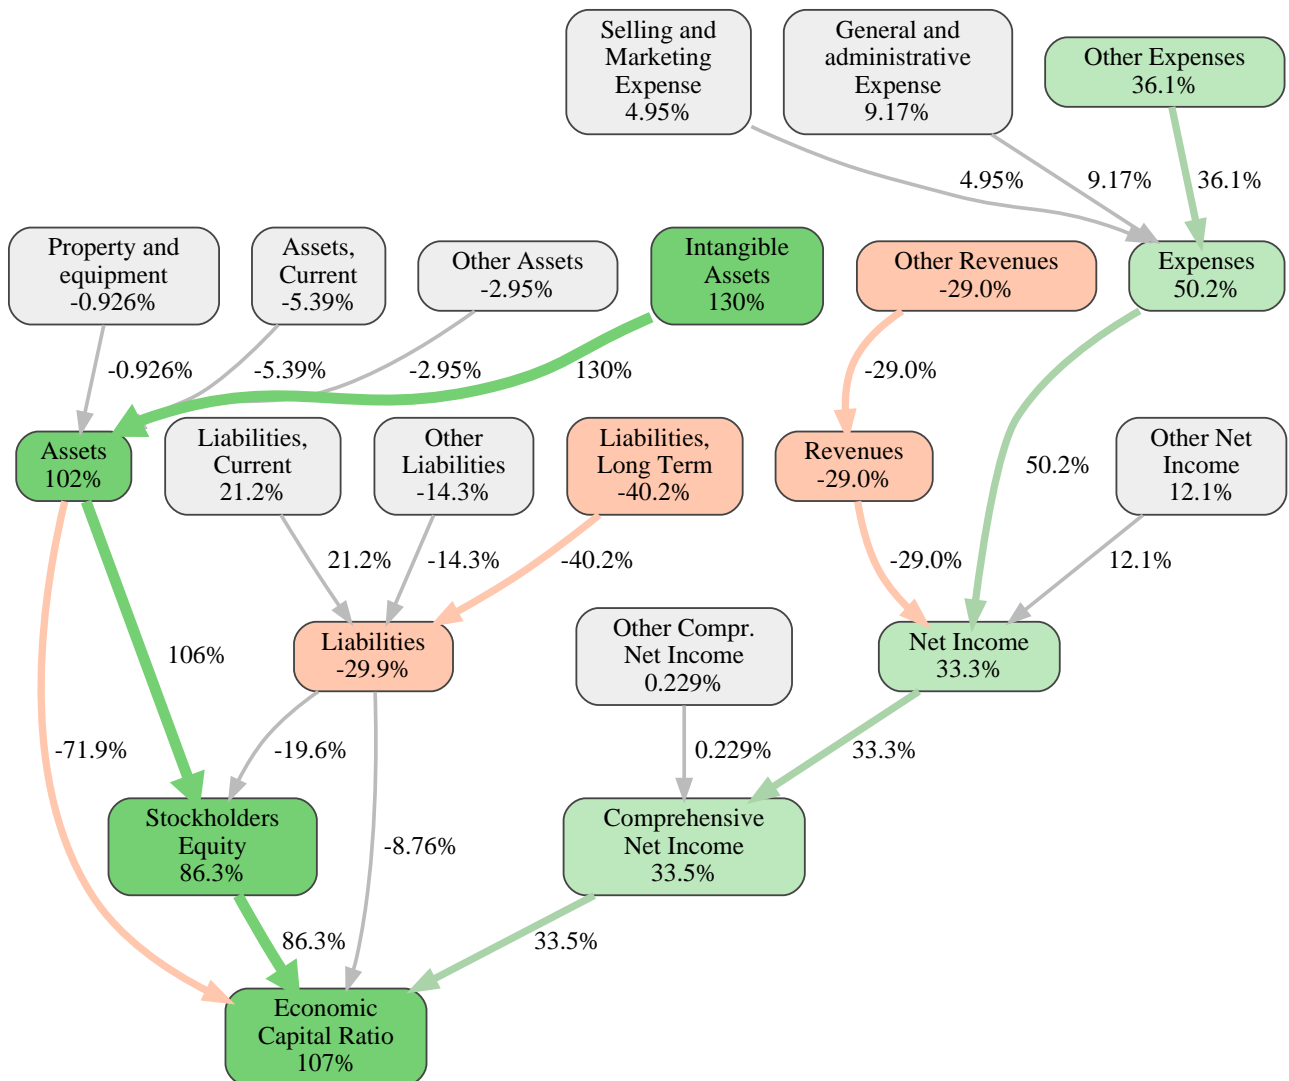 Selling and
Marketing
Expense
4.95%
General and
administrative
Expense
9.17%
Other Expenses
36.1%
4.95%
9.17%
36.1%
Property and
equipment
-0.926%
Assets,
Current
-5.39%
Other Assets
-2.95%
Intangible
Assets
130%
Other Revenues
-29.0%
Expenses
50.2%
-0.926%
-5.39%
-2.95%
130%
-29.0%
Assets
102%
Liabilities,
Current
21.2%
Other
Liabilities
-14.3%
Liabilities,
Long Term
-40.2%
Revenues
-29.0%
50.2%
Other Net
Income
12.1%
21.2%
-14.3%
-40.2%
-29.0%
12.1%
106%
Liabilities
-29.9%
Other Compr.
Net Income
0.229%
Net Income
33.3%
-71.9%
-19.6%
0.229%
33.3%
Stockholders
Equity
86.3%
-8.76%
Comprehensive
Net Income
33.5%
86.3%
33.5%
Economic
Capital Ratio
107%